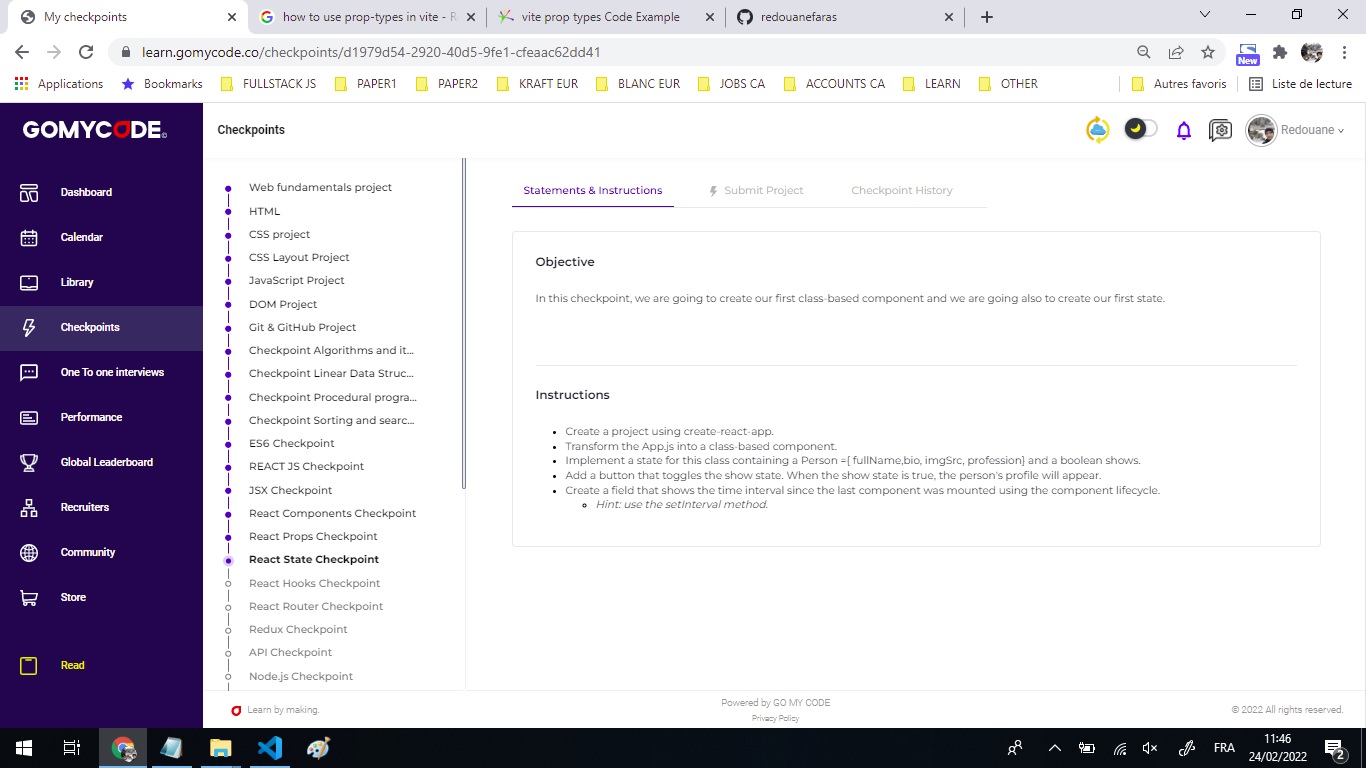 My checkpoints
how to use prop-types in vite - R
vite prop types Code Example
redouanefaras
learn.gomycode.co/checkpoints/d1979d54-2920-40d5-9fe1-cfeaac62dd41
New
Applications
Bookmarks
FULLSTACK JS
PAPER1
PAPER2
KRAFT EUR
BLANC EUR
JOBS CA
ACCOUNTS CA
LEARN
OTHER
Autres favoris
Liste de lecture
GOMYCODE
Checkpoints
Redouane
Dashboard
Calendar
Library
Checkpoints
One To one interviews
Performance
Global Leaderboard
Recruiters
Community
Store
Read
Web fundamentals project
HTML
CSS project
CSS Layout Project
JavaScript Project
DOM Project
Git & GitHub Project
Checkpoint Algorithms and it...
Checkpoint Linear Data Struc...
Checkpoint Procedural progra...
Checkpoint Sorting and searc...
ES6 Checkpoint
REACT JS Checkpoint
JSX Checkpoint
React Components Checkpoint
React Props Checkpoint
React State Checkpoint
React Hooks Checkpoint
React Router Checkpoint
Redux Checkpoint
API Checkpoint
Node.js Checkpoint
Statements & Instructions
Submit Project
Checkpoint History
Objective
In this checkpoint, we are going to create our first class-based component and we are going also to create our first state.
Instructions
Create a project using create-react-app.
Transform the App.js into a class-based component.
Implement a state for this class containing a Person ={ fullName,bio, imgSrc, profession} and a boolean shows.
Add a button that toggles the show state. When the show state is true, the person's profile will appear.
Create a field that shows the time interval since the last component was mounted using the component lifecycle.
Hint: use the setInterval method.
Learn by making.
Powered by GO MY CODE
Privacy Policy
© 2022 All rights reserved.
FRA
11:46
24/02/2022
2